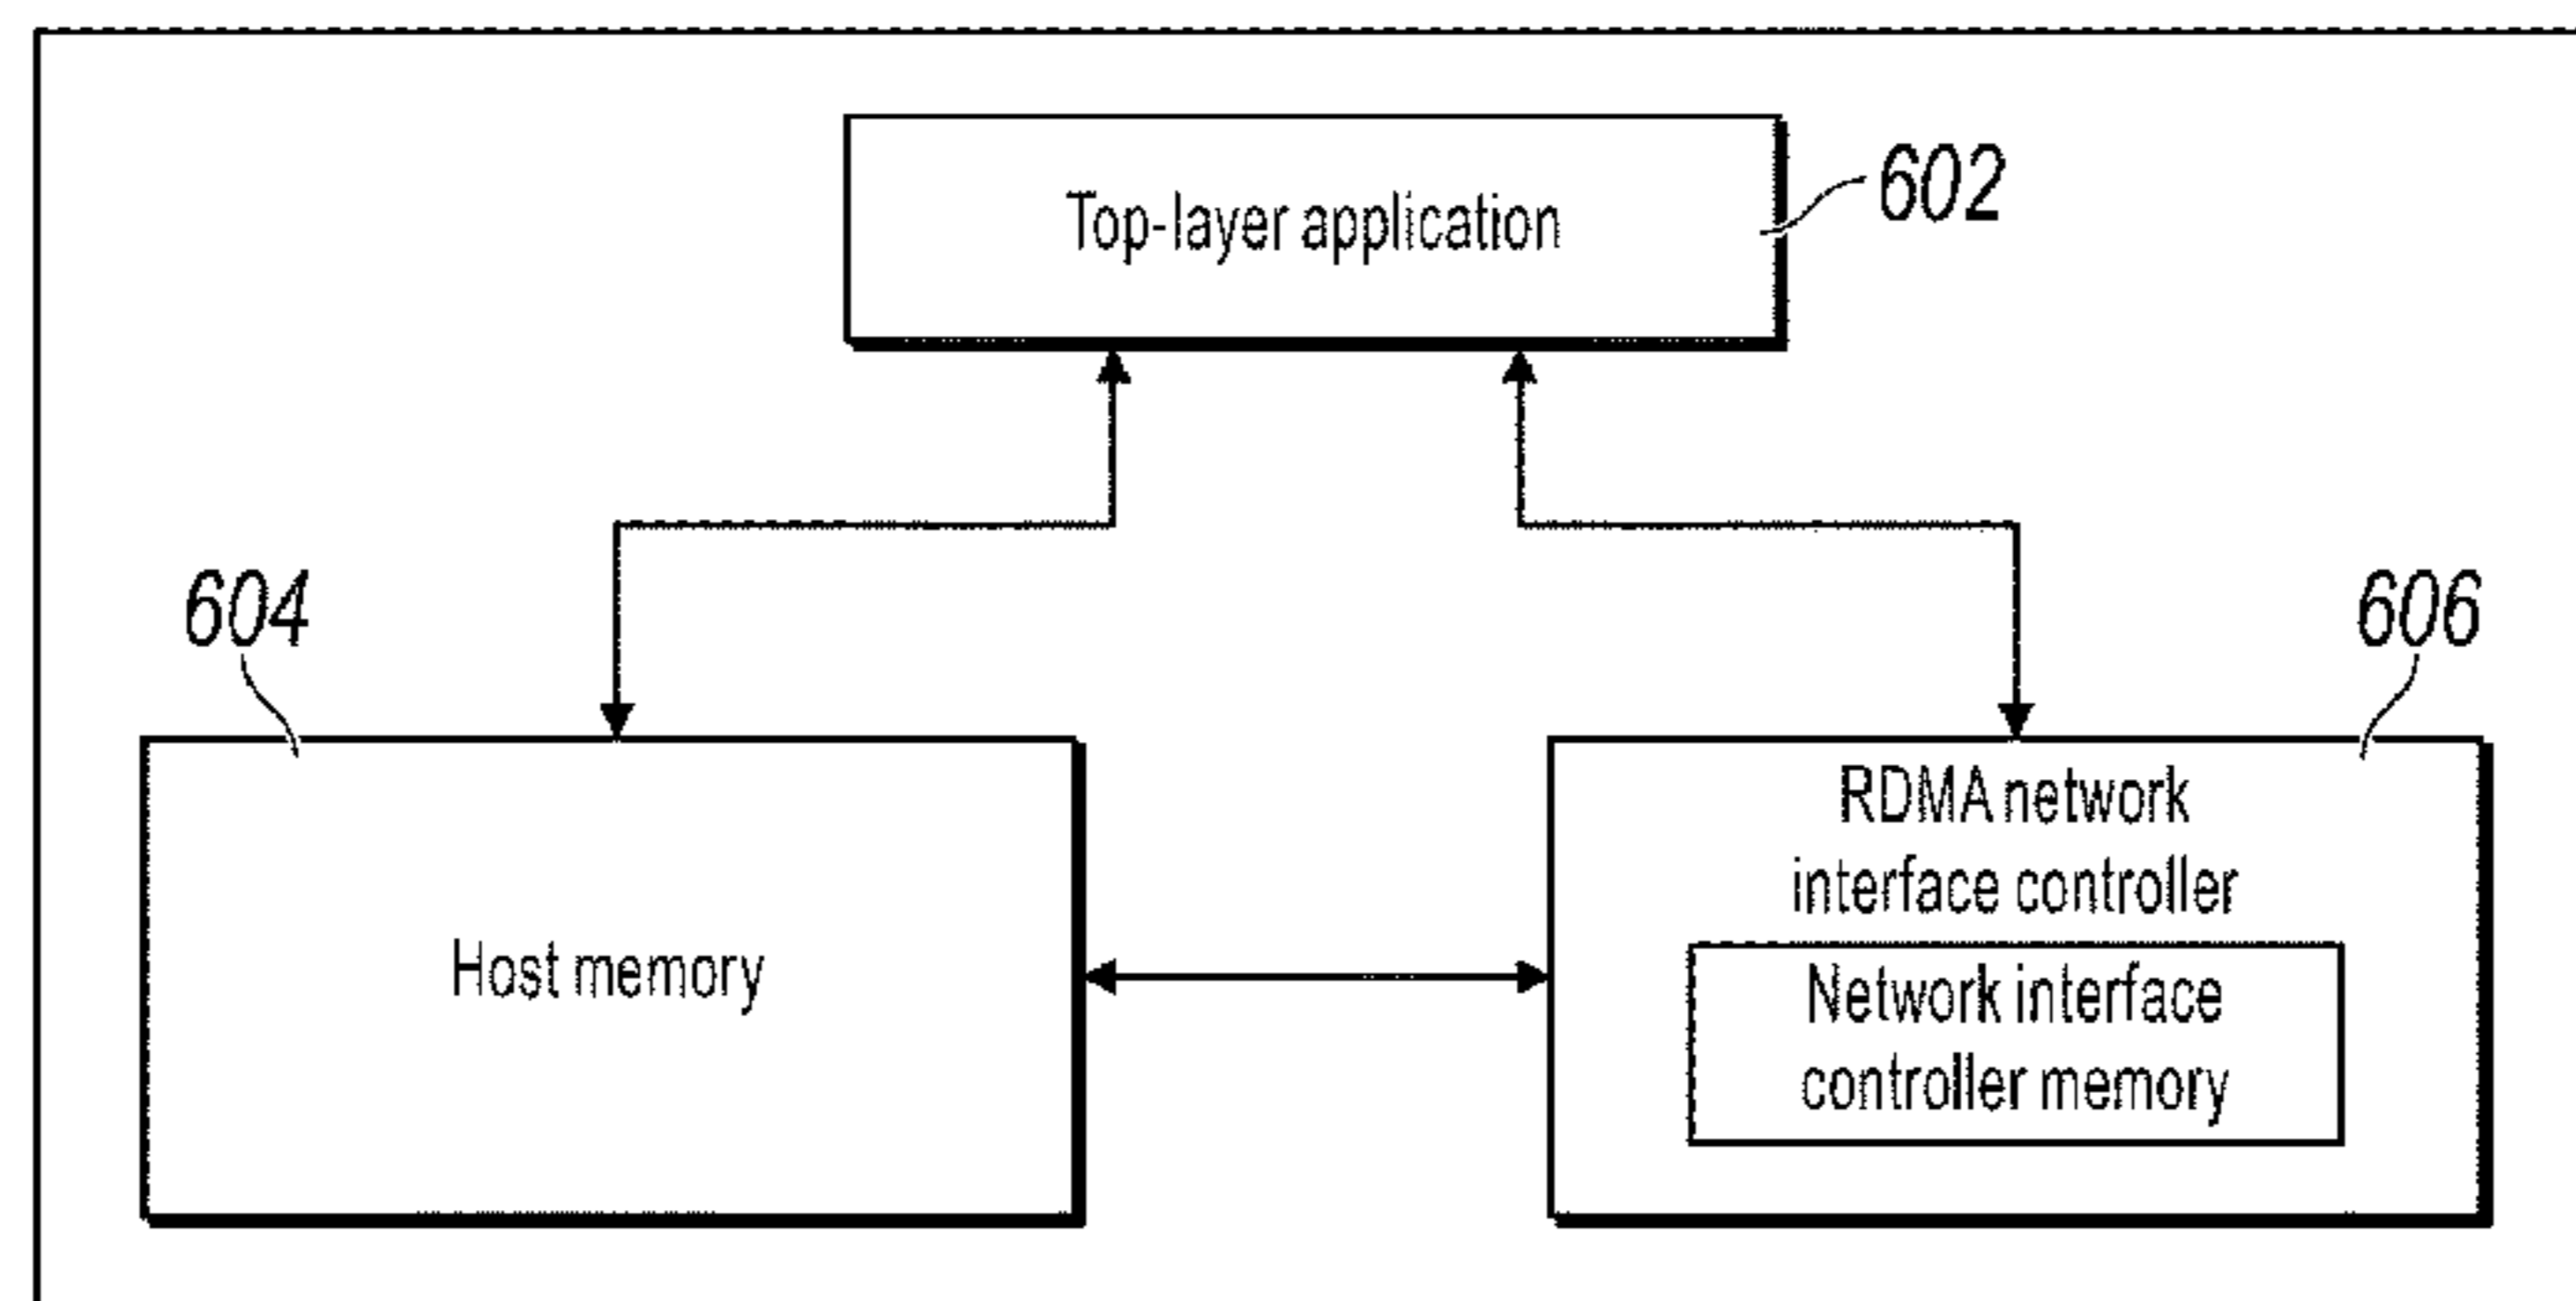 Top-layer application
602
604
606
Host memory
RDMA network
interface controller
Network interface
controller memory